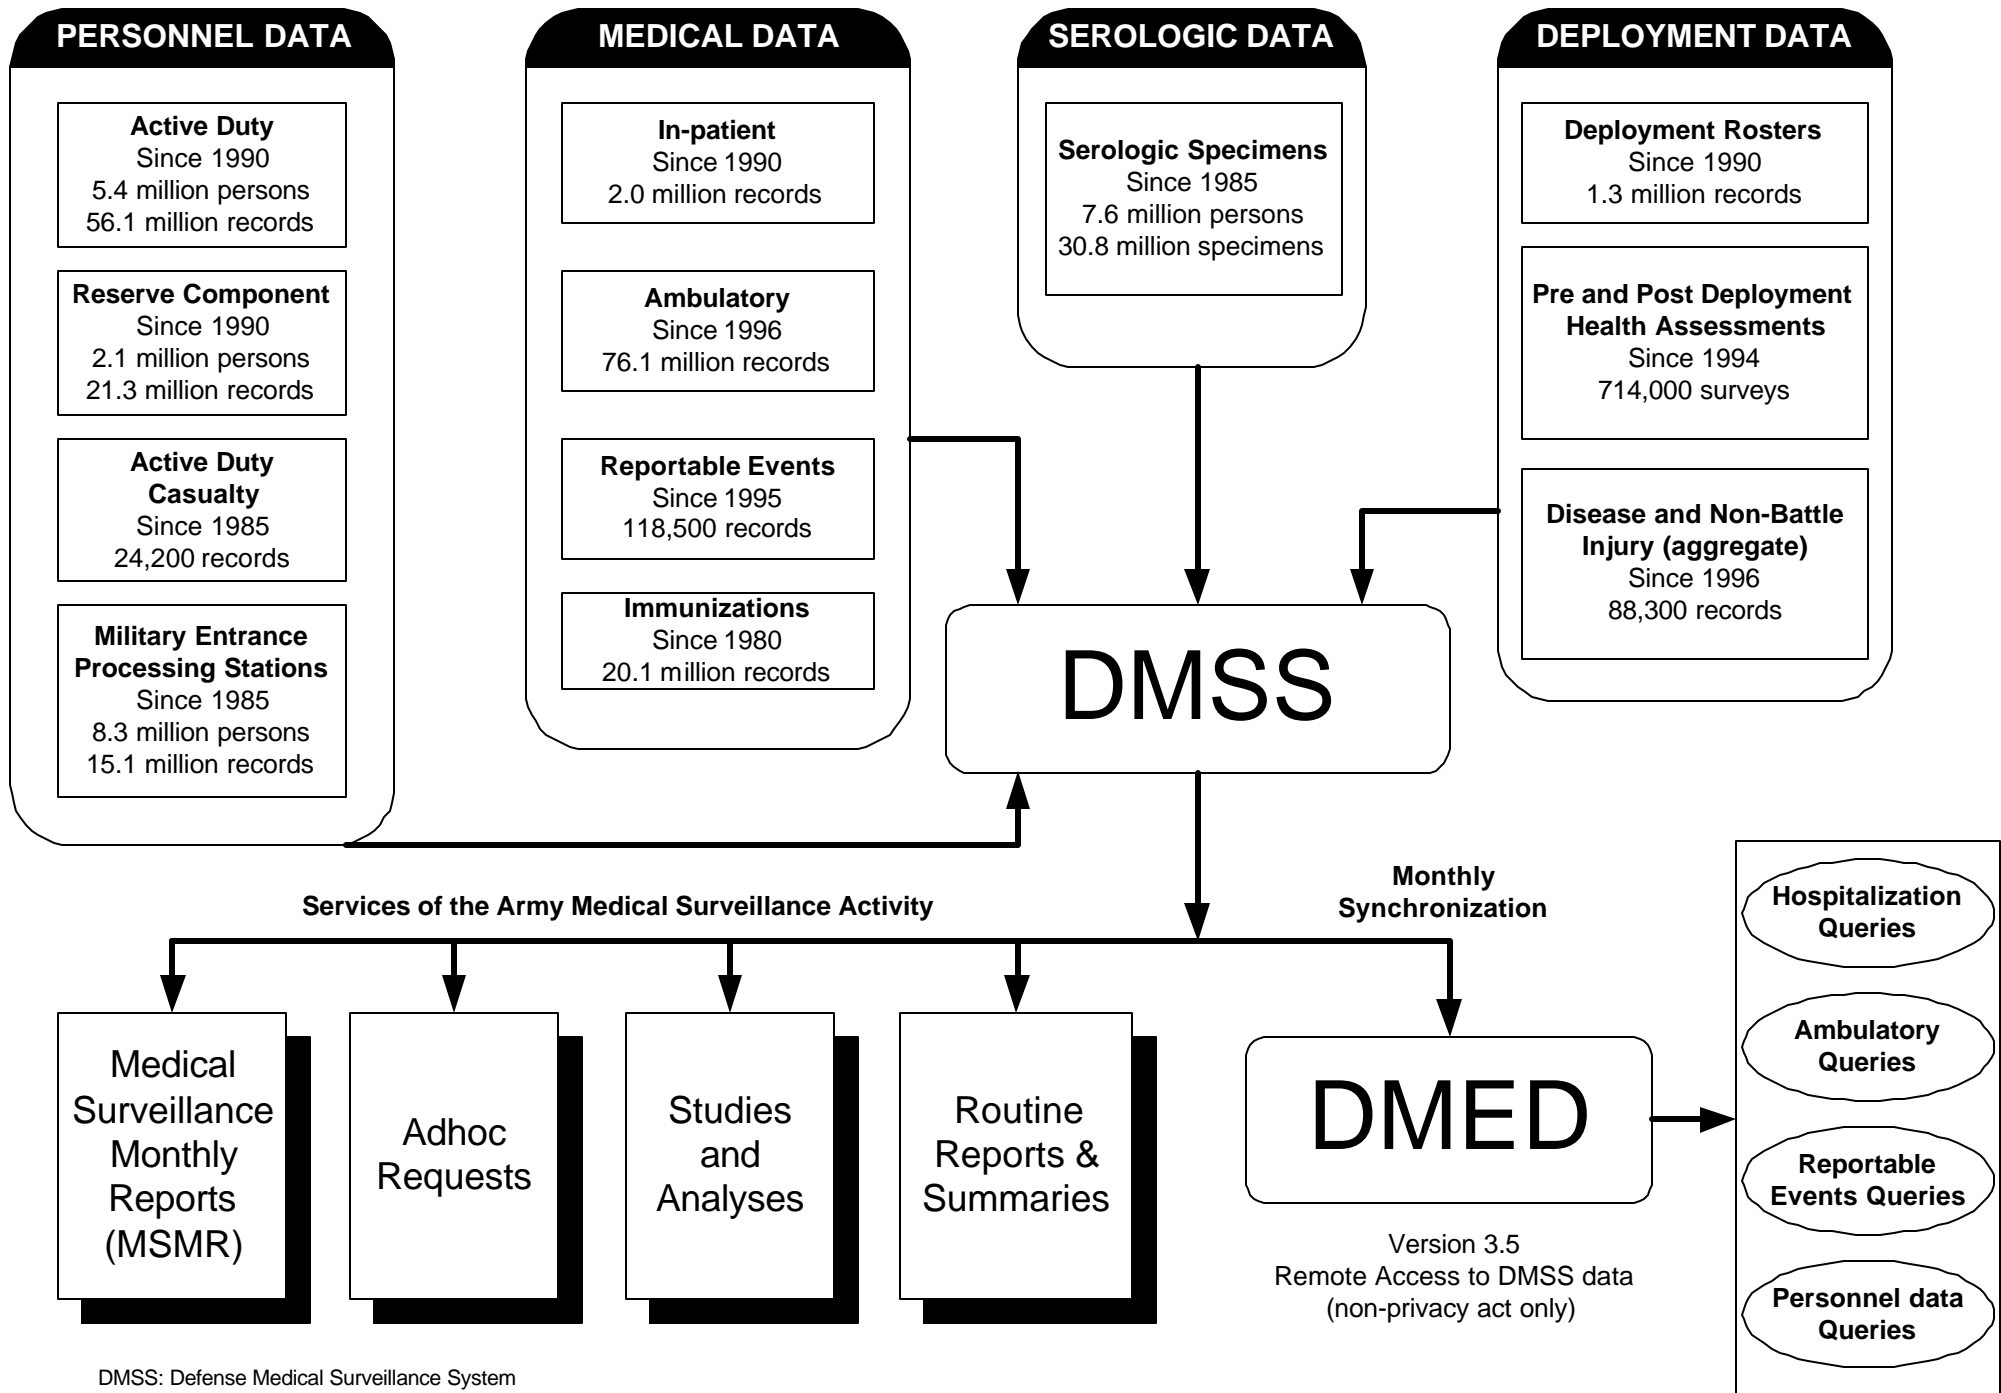 PERSONNEL DATA
Active Duty
Since 1990
5.4 million persons
56.1 million records
Reserve Component
Since 1990
2.1 million persons
21.3 million records
Active Duty
Casualty
Since 1985
24,200 records
Military Entrance
Processing Stations
Since 1985
8.3 million persons
15.1 million records
MEDICAL DATA
In-patient
Since 1990
2.0 million records
Ambulatory
Since 1996
76.1 million records
Reportable Events
Since 1995
118,500 records
Immunizations
Since 1980
20.1 million records
SEROLOGIC DATA
Serologic Specimens
Since 1985
7.6 million persons
30.8 million specimens
DEPLOYMENT DATA
Deployment Rosters
Since 1990
1.3 million records
Pre and Post Deployment
Health Assessments
Since 1994
714,000 surveys
Disease and Non-Battle
Injury (aggregate)
Since 1996
88,300 records
DMSS
Services of the Army Medical Surveillance Activity
Monthly
Synchronization
Medical
Surveillance
Monthly
Reports
(MSMR)
Adhoc
Requests
Studies
and
Analyses
Routine
Reports &
Summaries
DMED
Version 3.5
Remote Access to DMSS data
(non-privacy act only)
Hospitalization
Queries
Ambulatory
Queries
Reportable
Events Queries
Personnel data
Queries
DMSS: Defense Medical Surveillance System